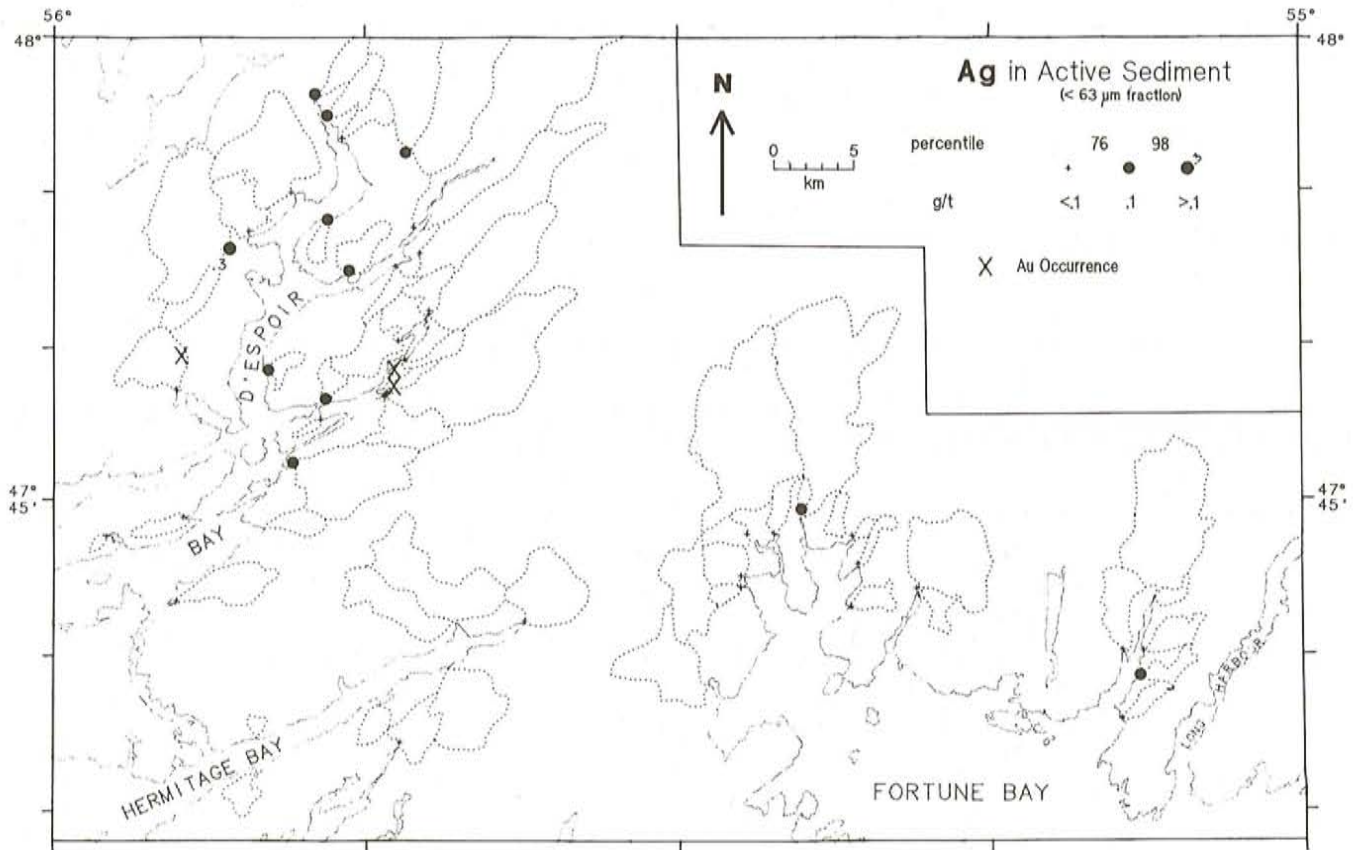 56°
55°
48°
48°
Ag in Active Sediment
(< 63 µm fraction)
N
0 5
km
percentile 76 98
.3
g/t <.1 .1 >.1
X Au Occurrence
.3
D'ESPOIR
47°
45'
47°
45'
BAY
HERMITAGE BAY
FORTUNE BAY
LONG HARBOUR